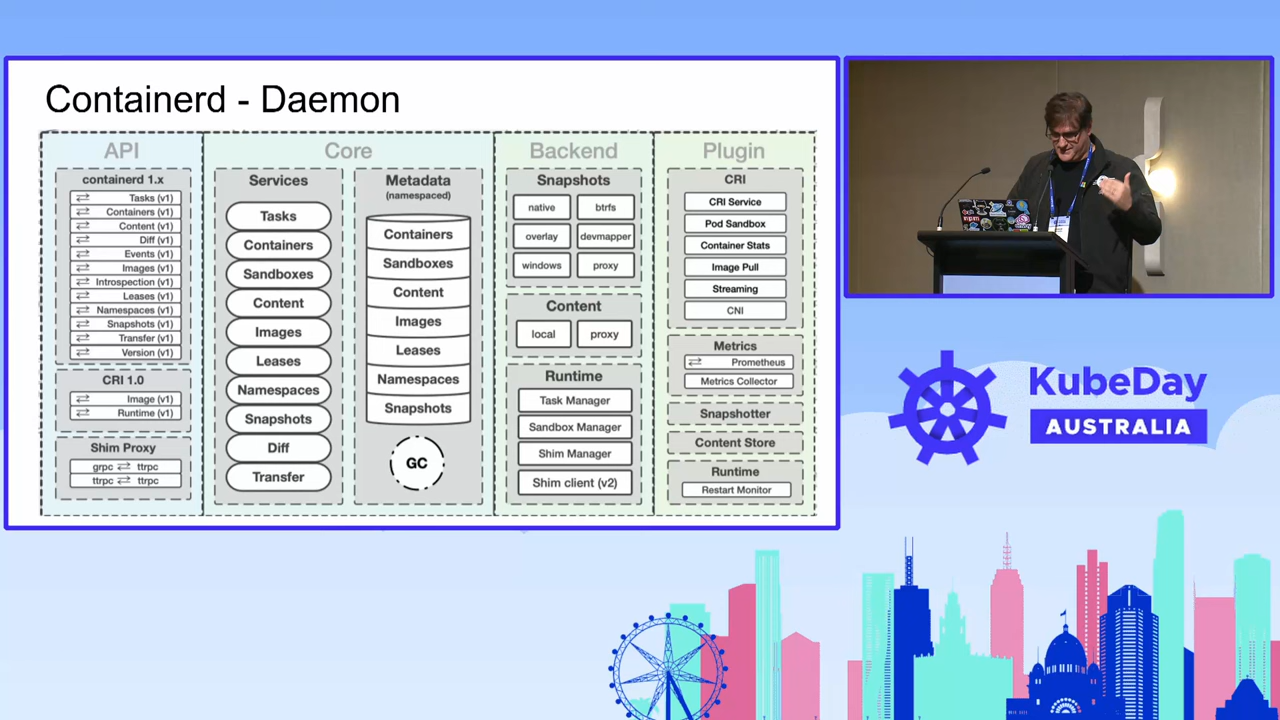 Containerd - Daemon
API
containerd 1.x
Tasks (v1)
Containers (v1)
Content (v1)
Diff (v1)
Events (v1)
Images (v1)
Introspection (v1)
Leases (v1)
Namespaces (v1)
Snapshots (v1)
Transfer (v1)
Version (v1)
CRI 1.0
Image (v1)
Runtime (v1)
Shim Proxy
grpc ⇄ ttrpc
ttrpc ⇄ ttrpc
Core
Services
Tasks
Containers
Sandboxes
Content
Images
Leases
Namespaces
Snapshots
Diff
Transfer
Metadata
(namespaced)
Containers
Sandboxes
Content
Images
Leases
Namespaces
Snapshots
GC
Backend
Snapshots
native
btrfs
overlay
devmapper
windows
proxy
Content
local
proxy
Runtime
Task Manager
Sandbox Manager
Shim Manager
Shim client (v2)
Plugin
CRI
CRI Service
Pod Sandbox
Container Stats
Image Pull
Streaming
CNI
Metrics
Prometheus
Metrics Collector
Snapshotter
Content Store
Runtime
Restart Monitor
KubeDay
AUSTRALIA